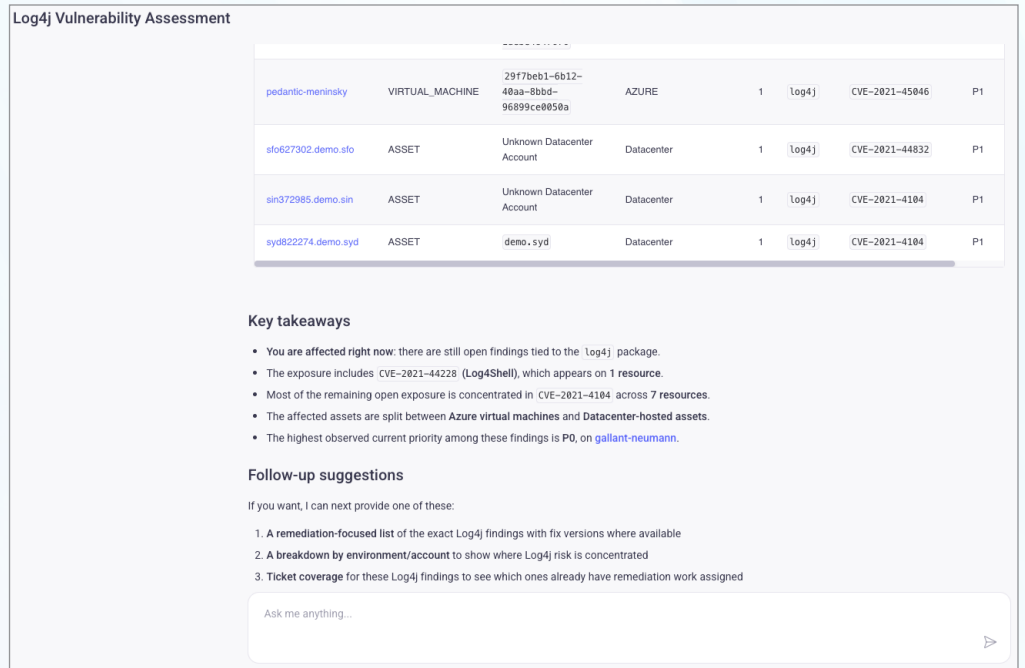 Log4j Vulnerability Assessment
29f7beb1-6b12-
pedantic-meninsky VIRTUAL_MACHINE 40aa-8bbd- AZURE 1 log4j CVE-2021-45046 P1
96899ce0050a
sfo627302.demo.sfo ASSET Unknown Datacenter Account Datacenter 1 log4j CVE-2021-44832 P1
sin372985.demo.sin ASSET Unknown Datacenter Account Datacenter 1 log4j CVE-2021-4104 P1
syd822274.demo.syd ASSET demo.syd Datacenter 1 log4j CVE-2021-4104 P1
Key takeaways
• You are affected right now: there are still open findings tied to the log4j package.
• The exposure includes CVE-2021-44228 (Log4Shell), which appears on 1 resource.
• Most of the remaining open exposure is concentrated in CVE-2021-4104 across 7 resources.
• The affected assets are split between Azure virtual machines and Datacenter-hosted assets.
• The highest observed current priority among these findings is P0, on gallant-neumann.
Follow-up suggestions
If you want, I can next provide one of these:
1. A remediation-focused list of the exact Log4j findings with fix versions where available
2. A breakdown by environment/account to show where Log4j risk is concentrated
3. Ticket coverage for these Log4j findings to see which ones already have remediation work assigned
Ask me anything...